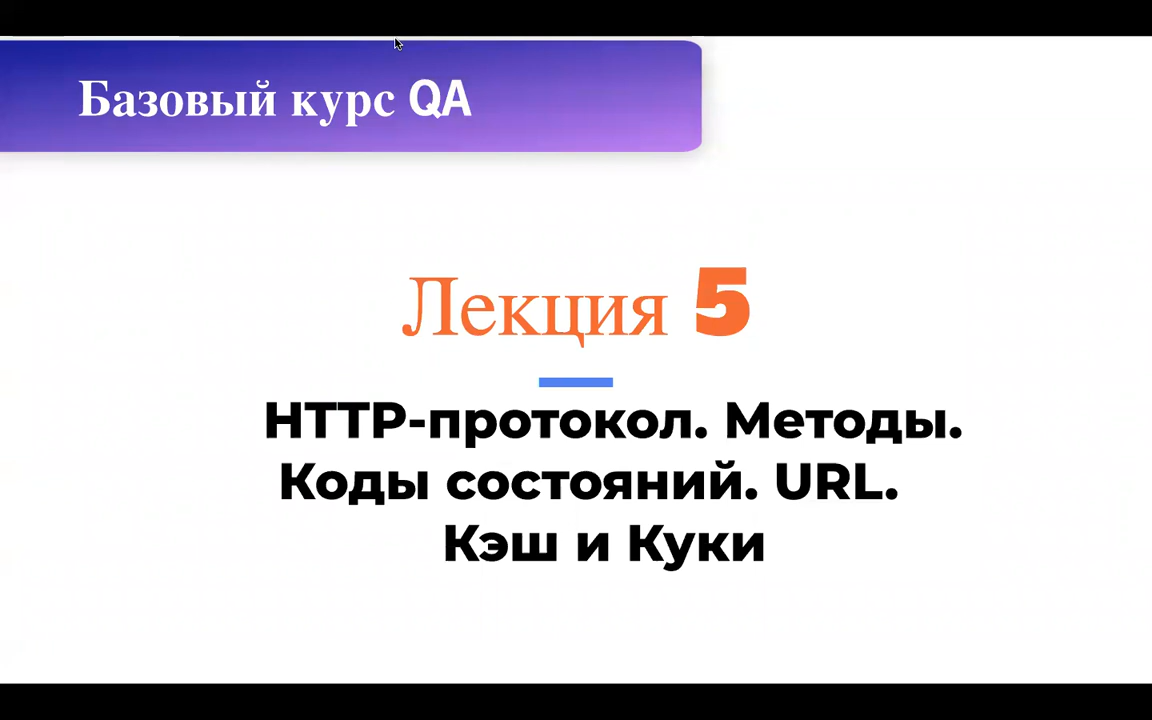 Базовый курс QA
Лекция 5
HTTP-протокол. Методы.
Коды состояний. URL.
Кэш и Куки